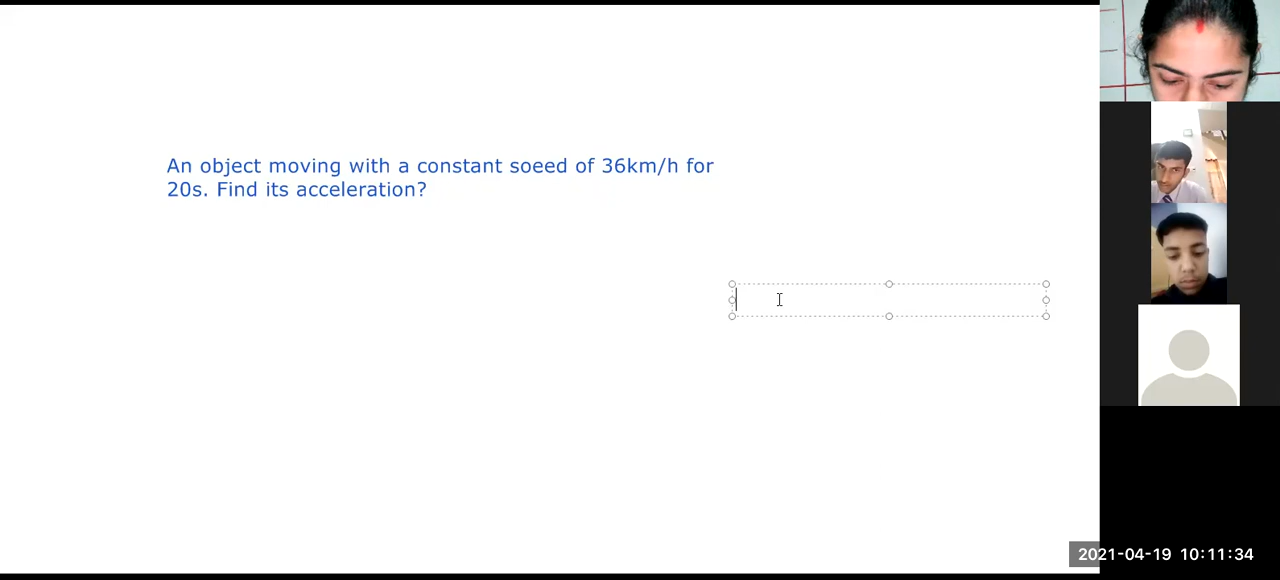 An object moving with a constant soeed of 36km/h for
20s. Find its acceleration?
2021-04-19 10:11:34